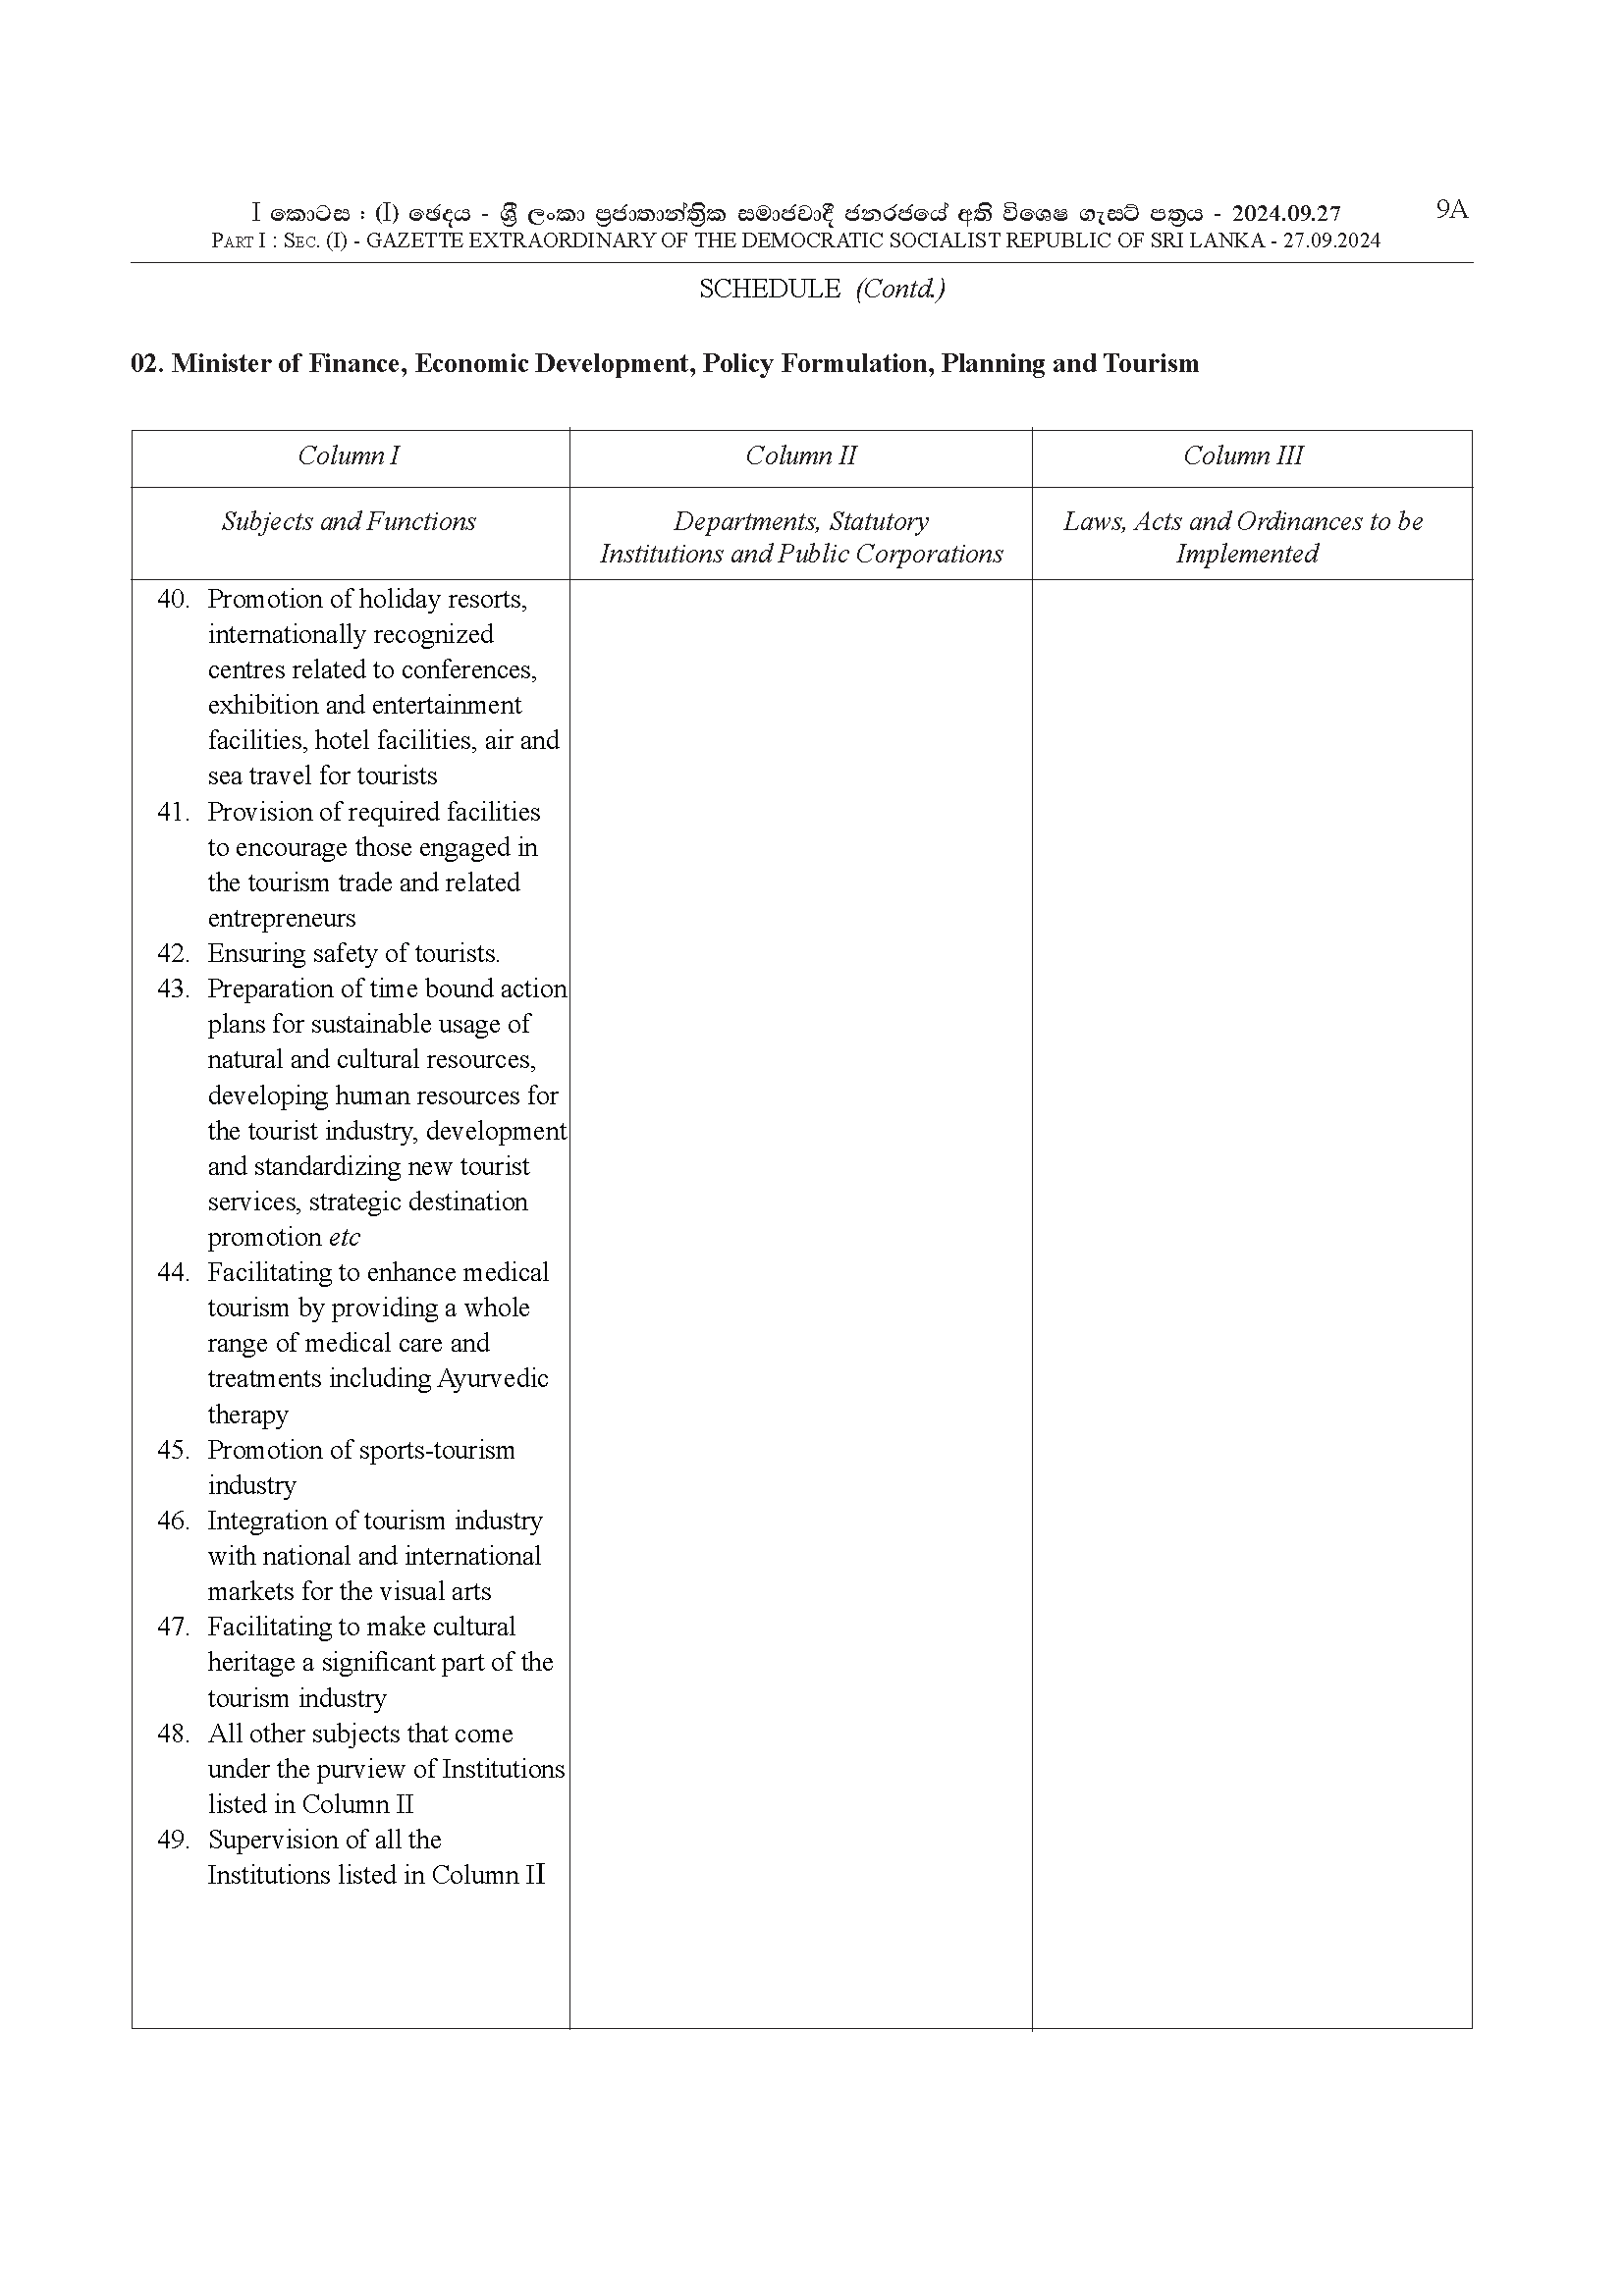 I කොටස : (I) ඡෙදය - ශ්‍රී ලංකා ප්‍රජාතාන්ත්‍රික සමාජවාදී ජනරජයේ අති විශෙෂ ගැසට් පත්‍රය - 2024.09.27
9A
PART I : SEC. (I) - GAZETTE EXTRAORDINARY OF THE DEMOCRATIC SOCIALIST REPUBLIC OF SRI LANKA - 27.09.2024
SCHEDULE (Contd.)
02. Minister of Finance, Economic Development, Policy Formulation, Planning and Tourism
Column I
Column II
Column III
Subjects and Functions
Departments, Statutory
Institutions and Public Corporations
Laws, Acts and Ordinances to be
Implemented
40. Promotion of holiday resorts,
internationally recognized
centres related to conferences,
exhibition and entertainment
facilities, hotel facilities, air and
sea travel for tourists
41. Provision of required facilities
to encourage those engaged in
the tourism trade and related
entrepreneurs
42. Ensuring safety of tourists.
43. Preparation of time bound action
plans for sustainable usage of
natural and cultural resources,
developing human resources for
the tourist industry, development
and standardizing new tourist
services, strategic destination
promotion etc
44. Facilitating to enhance medical
tourism by providing a whole
range of medical care and
treatments including Ayurvedic
therapy
45. Promotion of sports-tourism
industry
46. Integration of tourism industry
with national and international
markets for the visual arts
47. Facilitating to make cultural
heritage a significant part of the
tourism industry
48. All other subjects that come
under the purview of Institutions
listed in Column II
49. Supervision of all the
Institutions listed in Column II